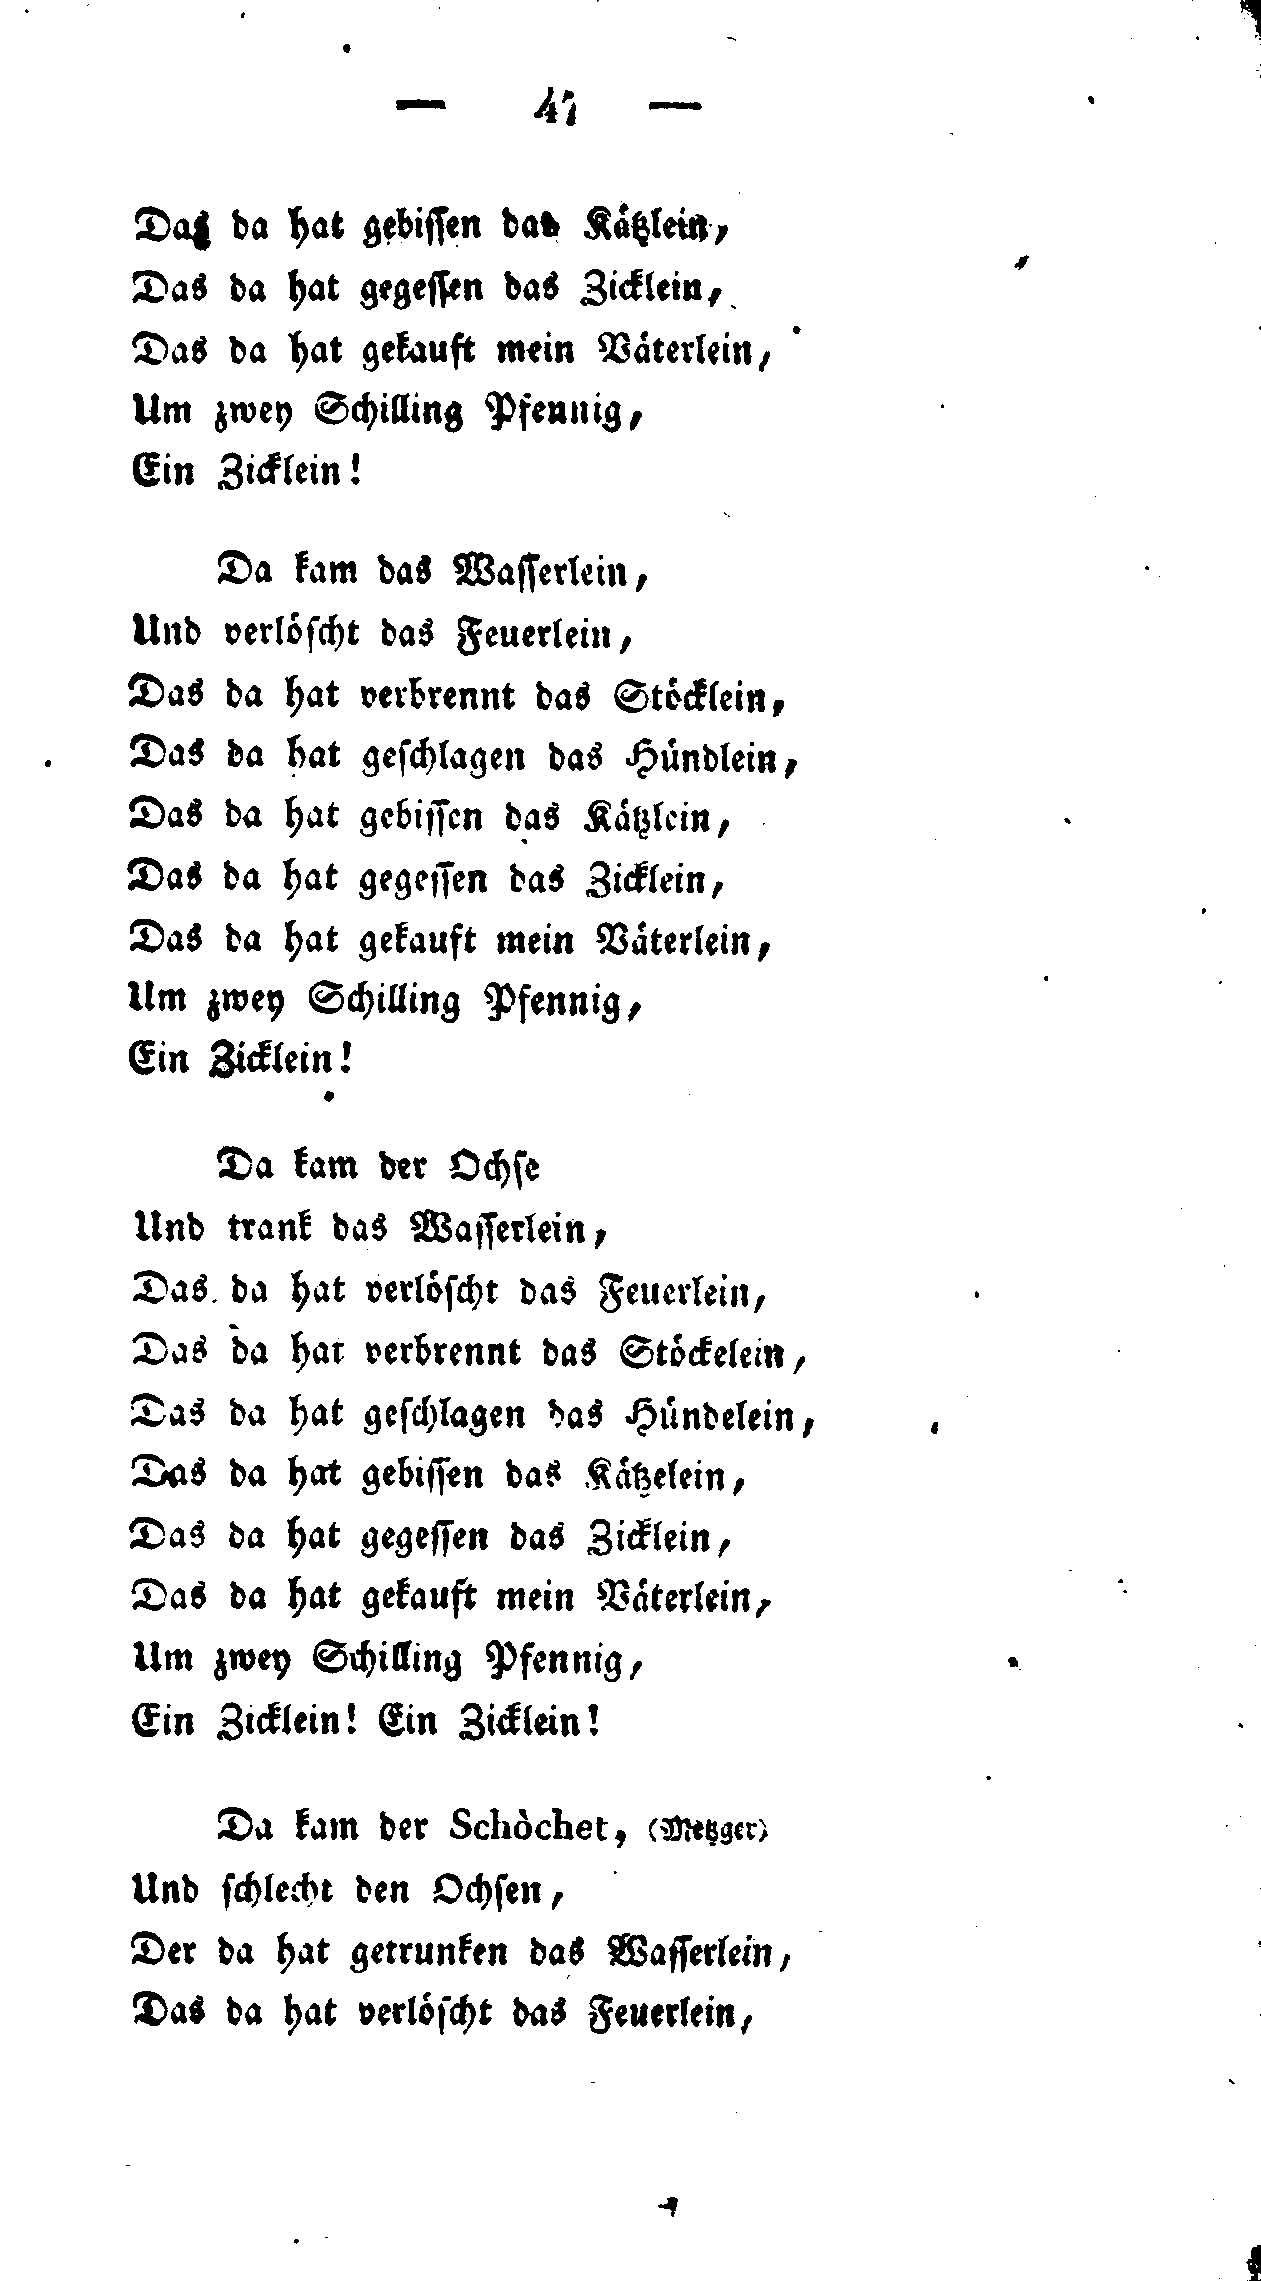 — 47 —
Das da hat gebissen das Kätzlein,
Das da hat gegessen das Zicklein,
Das da hat gekauft mein Väterlein,
Um zwey Schilling Pfennig,
Ein Zicklein!
Da kam das Wasserlein,
Und verlöscht das Feuerlein,
Das da hat verbrennt das Stöcklein,
Das da hat geschlagen das Hündlein,
Das da hat gebissen das Kätzlein,
Das da hat gegessen das Zicklein,
Das da hat gekauft mein Väterlein,
Um zwey Schilling Pfennig,
Ein Zicklein!
Da kam der Ochse
Und trank das Wasserlein,
Das da hat verlöscht das Feuerlein,
Das da hat verbrennt das Stöckelein,
Das da hat geschlagen das Hündelein,
Das da hat gebissen das Kätzelein,
Das da hat gegessen das Zicklein,
Das da hat gekauft mein Väterlein,
Um zwey Schilling Pfennig,
Ein Zicklein! Ein Zicklein!
Da kam der Schòchet, (Metzger)
Und schlecht den Ochsen,
Der da hat getrunken das Wasserlein,
Das da hat verlöscht das Feuerlein,